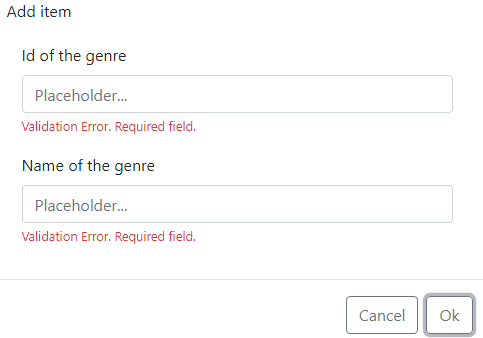 Add item
Id of the genre
Placeholder...
Validation Error. Required field.
Name of the genre
Placeholder...
Validation Error. Required field.
Cancel Ok